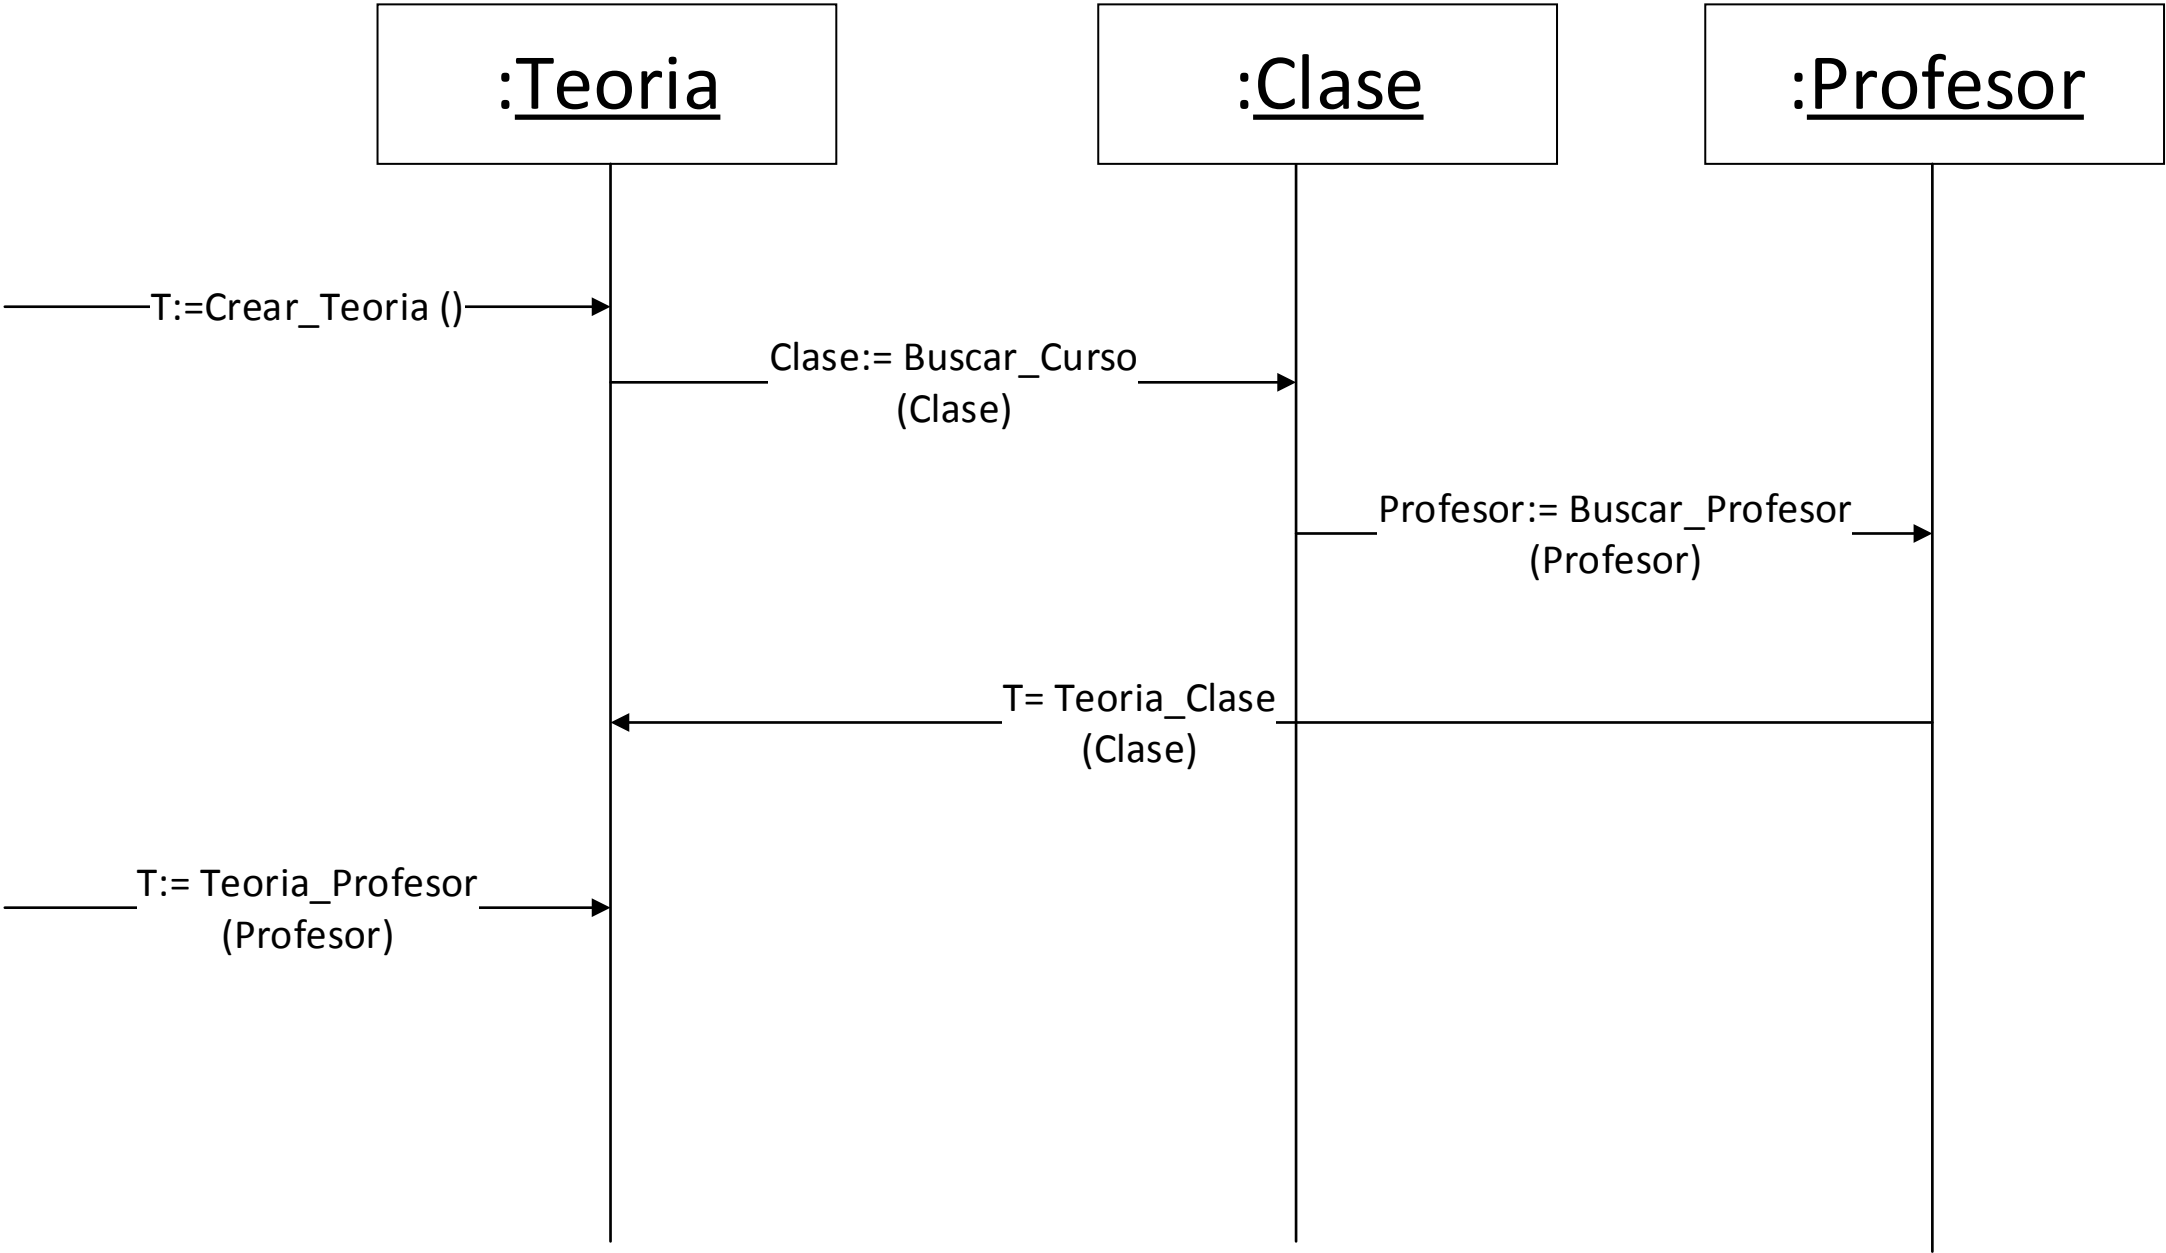 :Teoria
:Clase
:Profesor
T:=Crear_Teoria ()
Clase:= Buscar_Curso
(Clase)
Profesor:= Buscar_Profesor
(Profesor)
T= Teoria_Clase
(Clase)
T:= Teoria_Profesor
(Profesor)